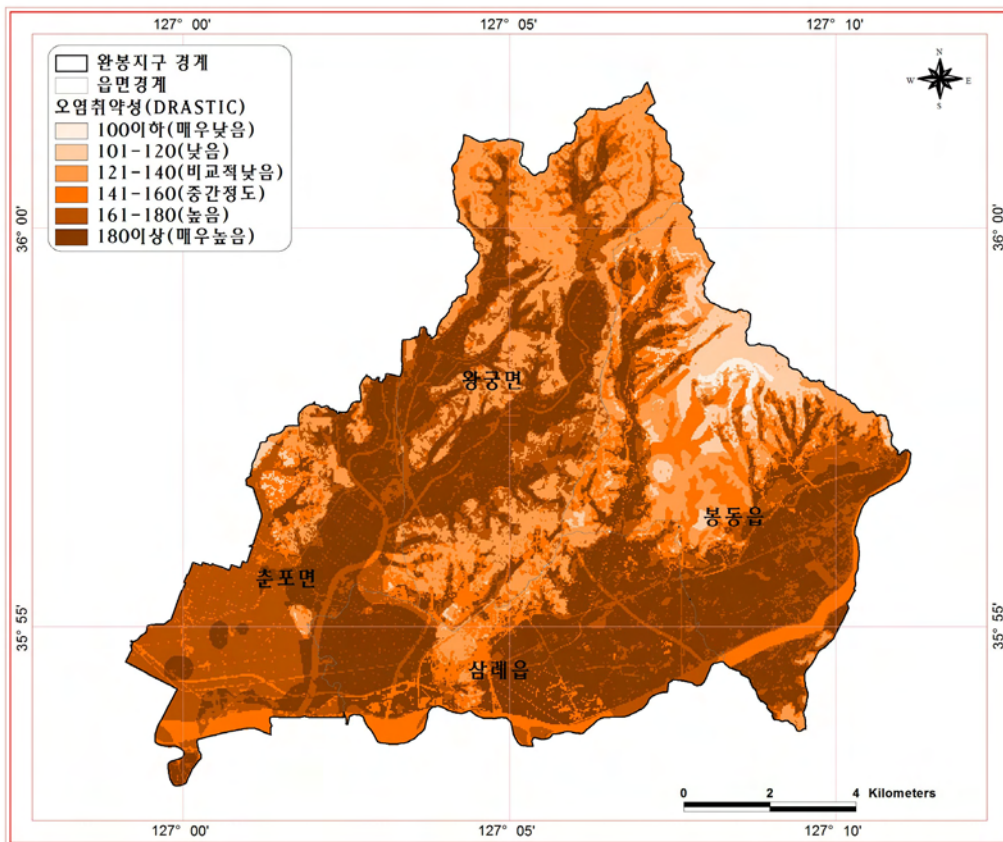 127° 00'
127° 05'
127° 10'
완봉지구 경계
읍면경계
오염취약성(DRASTIC)
100이하(매우낮음)
101-120(낮음)
121-140(비교적낮음)
141-160(중간정도)
161-180(높음)
180이상(매우높음)
N
W
E
S
36° 00'
36° 00'
왕궁면
봉동읍
춘포면
35° 55'
35° 55'
삼례읍
0 2 4 Kilometers
127° 00'
127° 05'
127° 10'